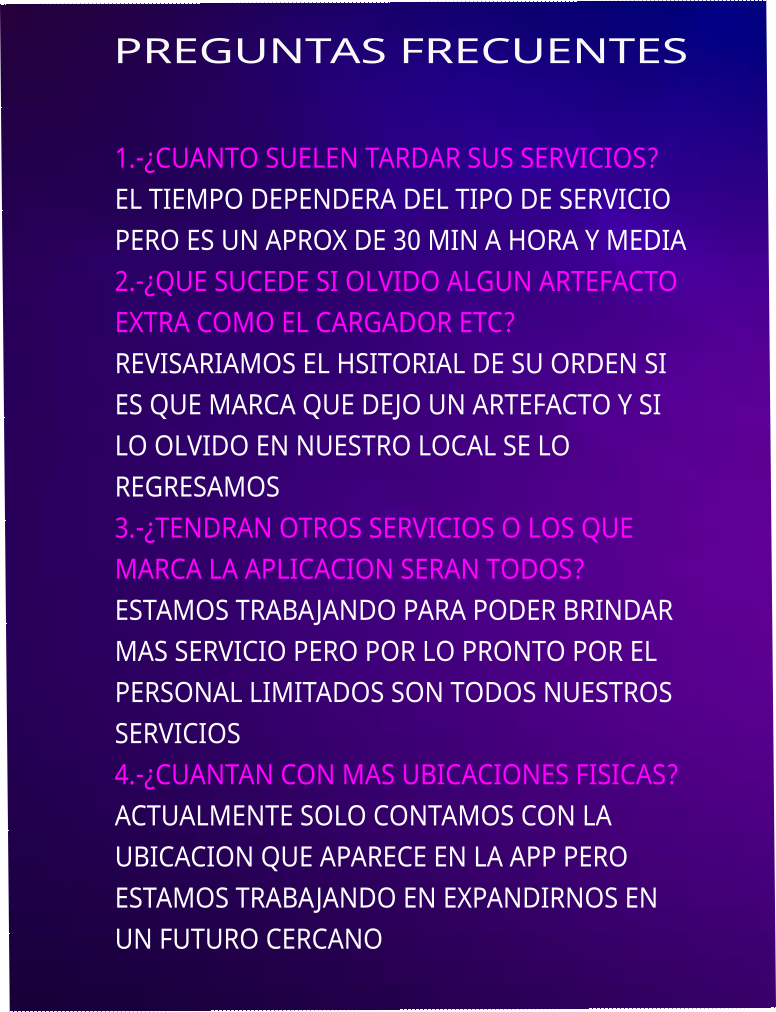 PREGUNTAS FRECUENTES
1.-¿CUANTO SUELEN TARDAR SUS SERVICIOS?
EL TIEMPO DEPENDERA DEL TIPO DE SERVICIO
PERO ES UN APROX DE 30 MIN A HORA Y MEDIA
2.-¿QUE SUCEDE SI OLVIDO ALGUN ARTEFACTO
EXTRA COMO EL CARGADOR ETC?
REVISARIAMOS EL HSITORIAL DE SU ORDEN SI
ES QUE MARCA QUE DEJO UN ARTEFACTO Y SI
LO OLVIDO EN NUESTRO LOCAL SE LO
REGRESAMOS
3.-¿TENDRAN OTROS SERVICIOS O LOS QUE
MARCA LA APLICACION SERAN TODOS?
ESTAMOS TRABAJANDO PARA PODER BRINDAR
MAS SERVICIO PERO POR LO PRONTO POR EL
PERSONAL LIMITADOS SON TODOS NUESTROS
SERVICIOS
4.-¿CUANTAN CON MAS UBICACIONES FISICAS?
ACTUALMENTE SOLO CONTAMOS CON LA
UBICACION QUE APARECE EN LA APP PERO
ESTAMOS TRABAJANDO EN EXPANDIRNOS EN
UN FUTURO CERCANO